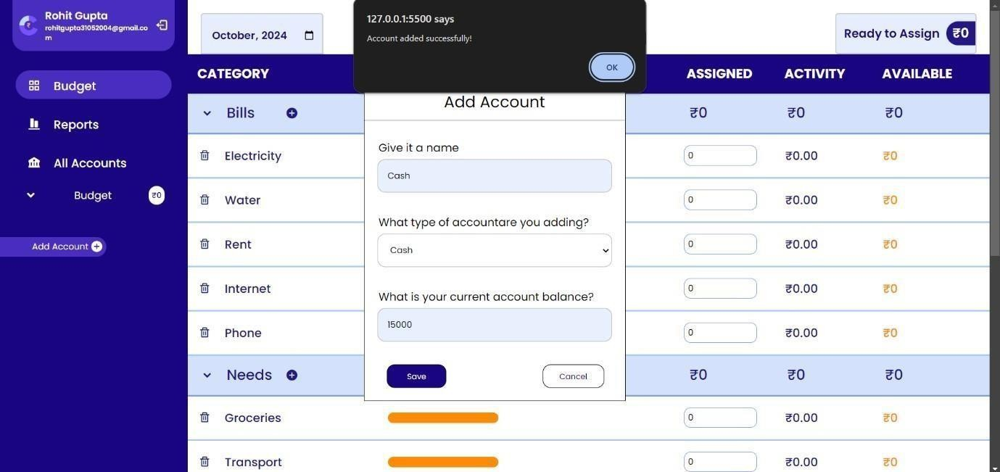 Rohit Gupta
rohitgupta31052004@gmail.co
m
Budget
Reports
All Accounts
Budget ₹0
Add Account
October, 2024
Ready to Assign ₹0
127.0.0.1:5500 says
Account added successfully!
OK
CATEGORY ASSIGNED ACTIVITY AVAILABLE
Add Account
Give it a name
Cash
What type of accountare you adding?
Cash
What is your current account balance?
15000
Save Cancel
Bills ₹0 ₹0 ₹0
Electricity 0 ₹0.00 ₹0
Water 0 ₹0.00 ₹0
Rent 0 ₹0.00 ₹0
Internet 0 ₹0.00 ₹0
Phone 0 ₹0.00 ₹0
Needs ₹0 ₹0 ₹0
Groceries 0 ₹0.00 ₹0
Transport 0 ₹0.00 ₹0